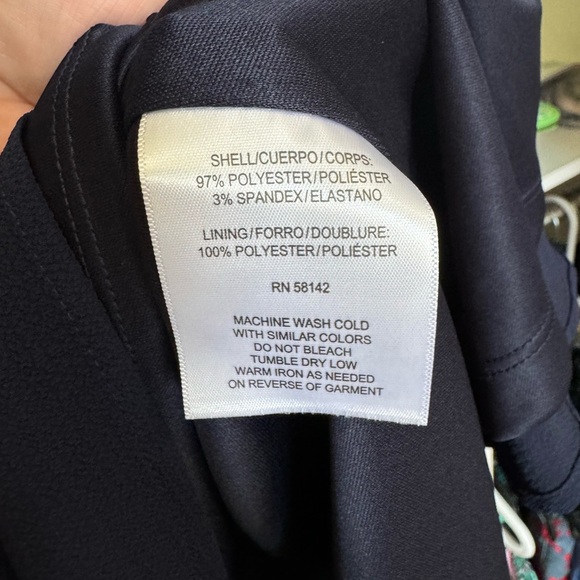 SHELL/CUERPO/CORPS:
97% POLYESTER/POLIÉSTER
3% SPANDEX/ELASTANO
LINING/FORRO/DOUBLURE:
100% POLYESTER/POLIÉSTER
RN 58142
MACHINE WASH COLD
WITH SIMILAR COLORS
DO NOT BLEACH
TUMBLE DRY LOW
WARM IRON AS NEEDED
ON REVERSE OF GARMENT